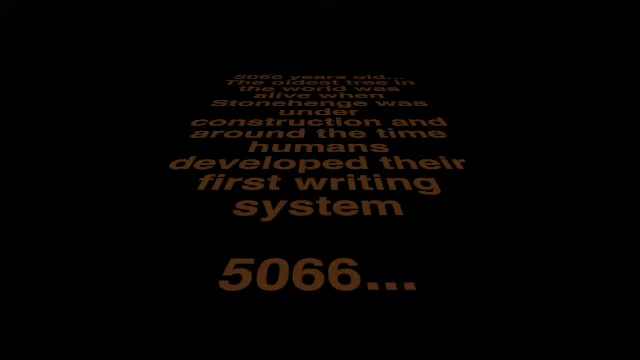 5066 years old...
The oldest tree in
the world was
alive when
Stonehenge was
under
construction and
around the time
humans
developed their
first writing
system
5066...